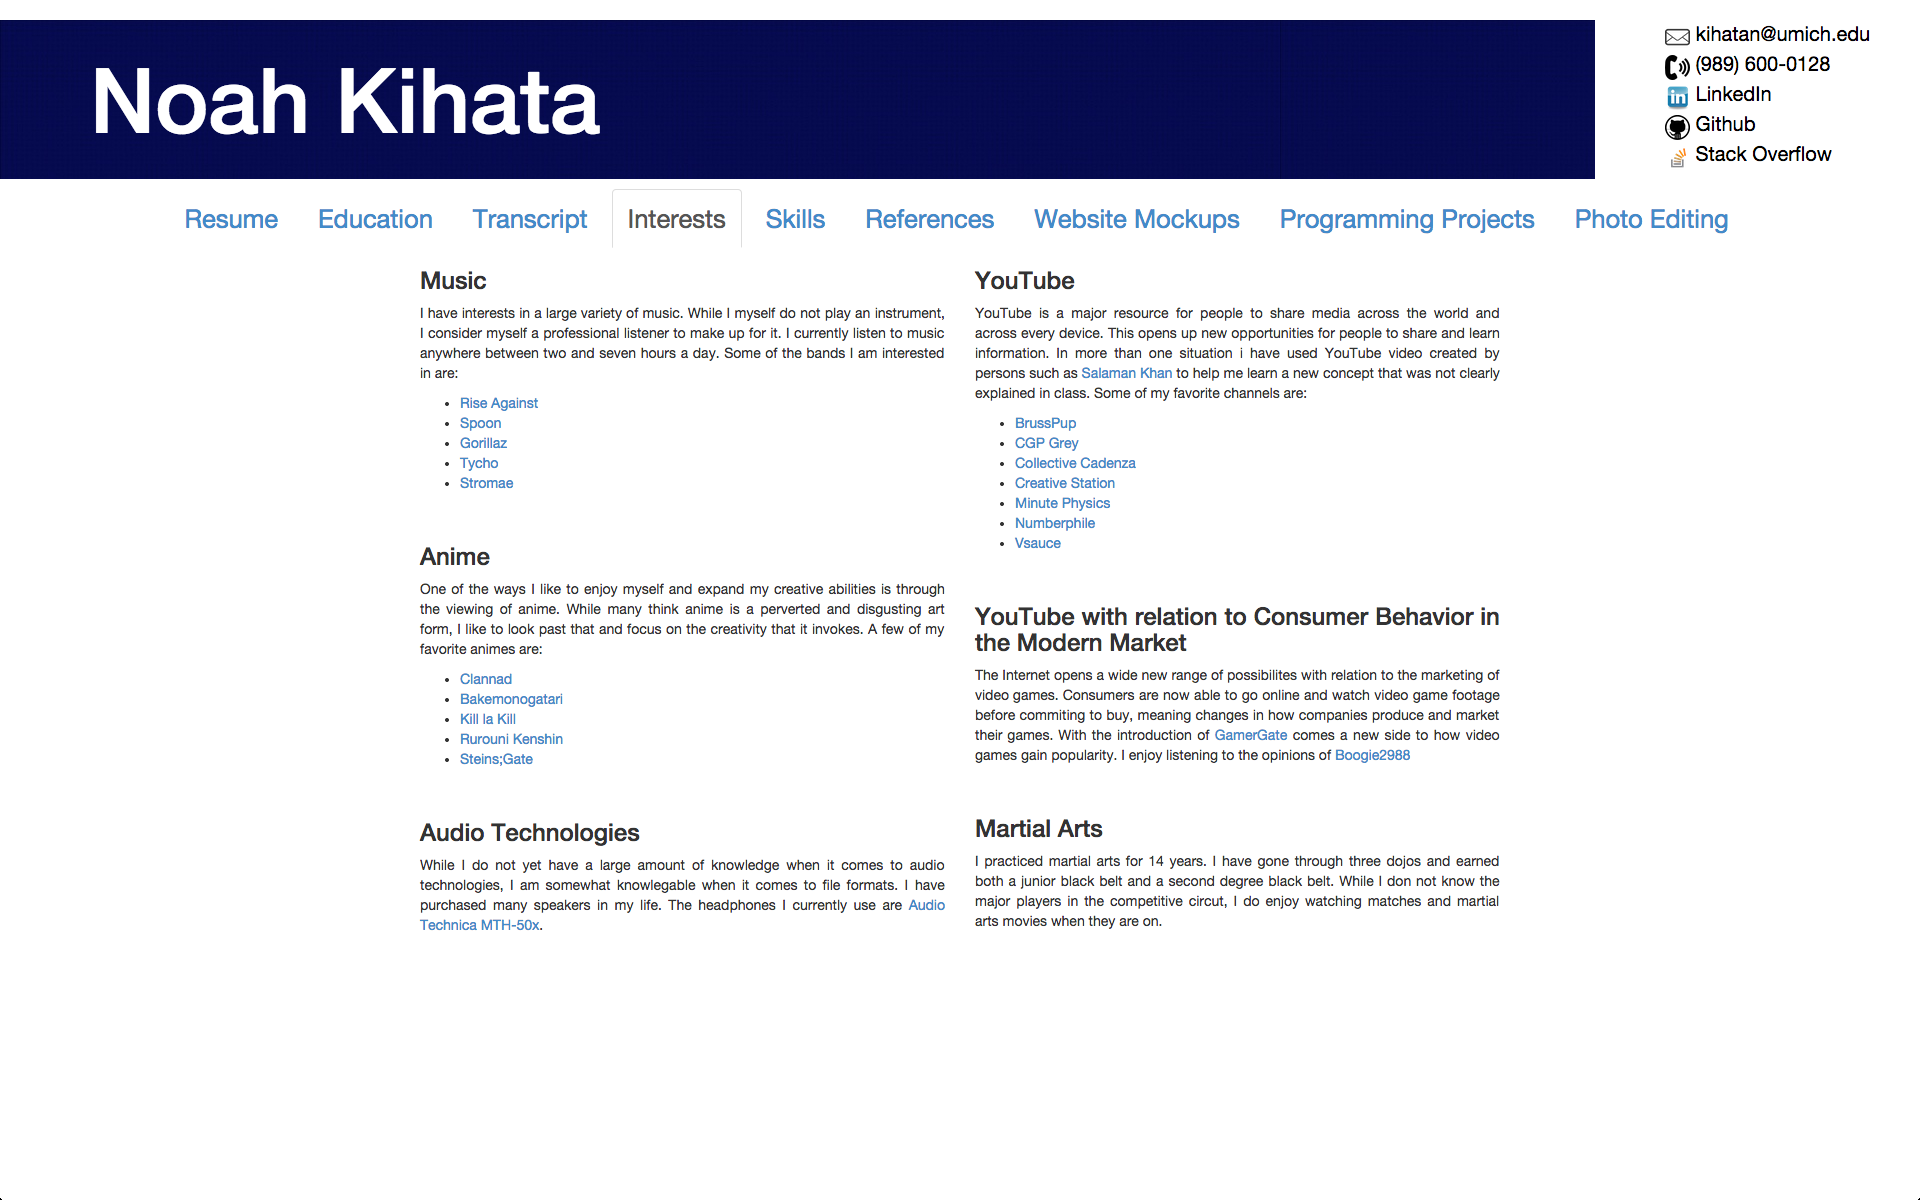 Noah Kihata
kihatan@umich.edu
(989) 600-0128
LinkedIn
Github
Stack Overflow
Resume Education Transcript Interests Skills References Website Mockups Programming Projects Photo Editing
Music
I have interests in a large variety of music. While I myself do not play an instrument,
I consider myself a professional listener to make up for it. I currently listen to music
anywhere between two and seven hours a day. Some of the bands I am interested
in are:
• Rise Against
• Spoon
• Gorillaz
• Tycho
• Stromae
Anime
One of the ways I like to enjoy myself and expand my creative abilities is through
the viewing of anime. While many think anime is a perverted and disgusting art
form, I like to look past that and focus on the creativity that it invokes. A few of my
favorite animes are:
• Clannad
• Bakemonogatari
• Kill la Kill
• Rurouni Kenshin
• Steins;Gate
Audio Technologies
While I do not yet have a large amount of knowledge when it comes to audio
technologies, I am somewhat knowlegable when it comes to file formats. I have
purchased many speakers in my life. The headphones I currently use are Audio
Technica MTH-50x.
YouTube
YouTube is a major resource for people to share media across the world and
across every device. This opens up new opportunities for people to share and learn
information. In more than one situation i have used YouTube video created by
persons such as Salaman Khan to help me learn a new concept that was not clearly
explained in class. Some of my favorite channels are:
• BrussPup
• CGP Grey
• Collective Cadenza
• Creative Station
• Minute Physics
• Numberphile
• Vsauce
YouTube with relation to Consumer Behavior in
the Modern Market
The Internet opens a wide new range of possibilites with relation to the marketing of
video games. Consumers are now able to go online and watch video game footage
before commiting to buy, meaning changes in how companies produce and market
their games. With the introduction of GamerGate comes a new side to how video
games gain popularity. I enjoy listening to the opinions of Boogie2988
Martial Arts
I practiced martial arts for 14 years. I have gone through three dojos and earned
both a junior black belt and a second degree black belt. While I don not know the
major players in the competitive circut, I do enjoy watching matches and martial
arts movies when they are on.